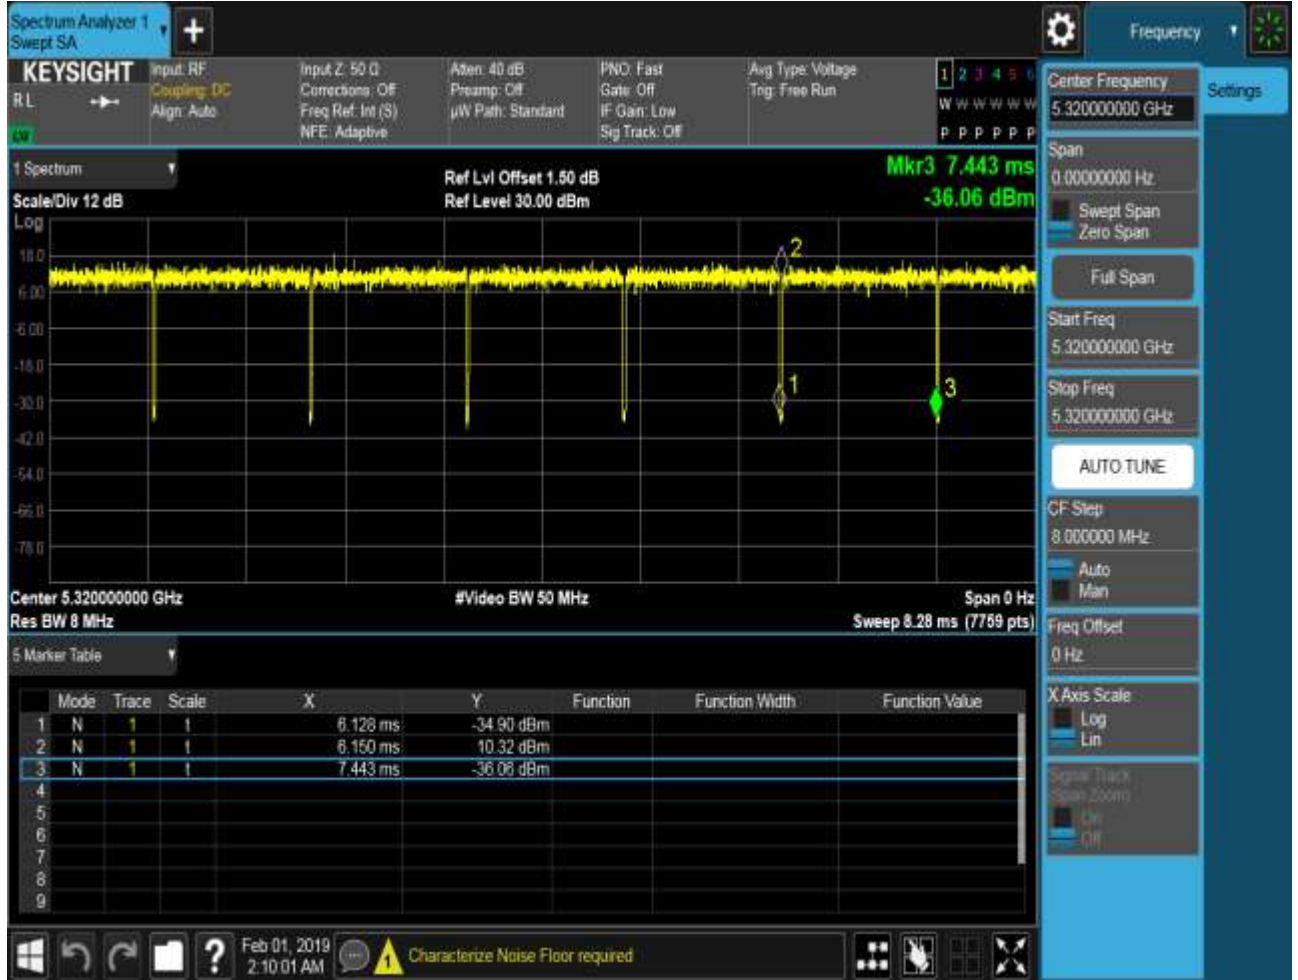 Spectrum Analyzer 1
Swept SA
+
Frequency
KEYSIGHT
RL
Input: RF
Coupling: DC
Align: Auto
Input Z: 50 Ω
Corrections: Off
Freq Ref: Int (S)
NFE: Adaptive
Atten: 40 dB
Preamp: Off
µW Path: Standard
PNO: Fast
Gate: Off
IF Gain: Low
Sig Track: Off
Avg Type: Voltage
Trig: Free Run
1 2 3 4 5 6
W W W W W W
P P P P P P
Center Frequency
5.320000000 GHz
Settings
Span
0.00000000 Hz
Swept Span
Zero Span
Full Span
Start Freq
5.320000000 GHz
Stop Freq
5.320000000 GHz
AUTO TUNE
CF Step
8.000000 MHz
Auto
Man
Freq Offset
0 Hz
X Axis Scale
Log
Lin
Signal Track
(Span Zoom)
On
Off
1 Spectrum
Scale/Div 12 dB
Ref Lvl Offset 1.50 dB
Ref Level 30.00 dBm
Mkr3 7.443 ms
-36.06 dBm
Log
18.0
6.00
-6.00
-18.0
-30.0
-42.0
-54.0
-66.0
-78.0
2
1
3
Center 5.320000000 GHz
#Video BW 50 MHz
Span 0 Hz
Res BW 8 MHz
Sweep 8.28 ms (7759 pts)
5 Marker Table
Mode Trace Scale X Y Function Function Width Function Value
1 N 1 t 6.128 ms -34.90 dBm
2 N 1 t 6.150 ms 10.32 dBm
3 N 1 t 7.443 ms -36.06 dBm
4
5
6
7
8
9
?
Feb 01, 2019
2:10:01 AM
1
Characterize Noise Floor required